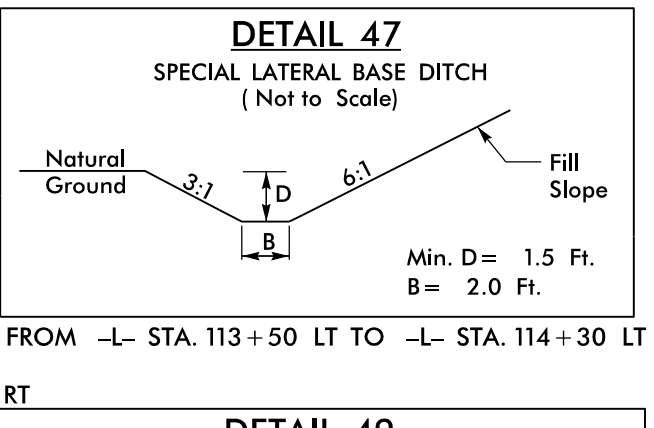 DETAIL 47
SPECIAL LATERAL BASE DITCH
( Not to Scale)
Natural
Ground
3:1
D
6:1
Fill
Slope
B
Min. D= 1.5 Ft.
B= 2.0 Ft.
FROM –L– STA. 113+50 LT TO –L– STA. 114+30 LT
RT